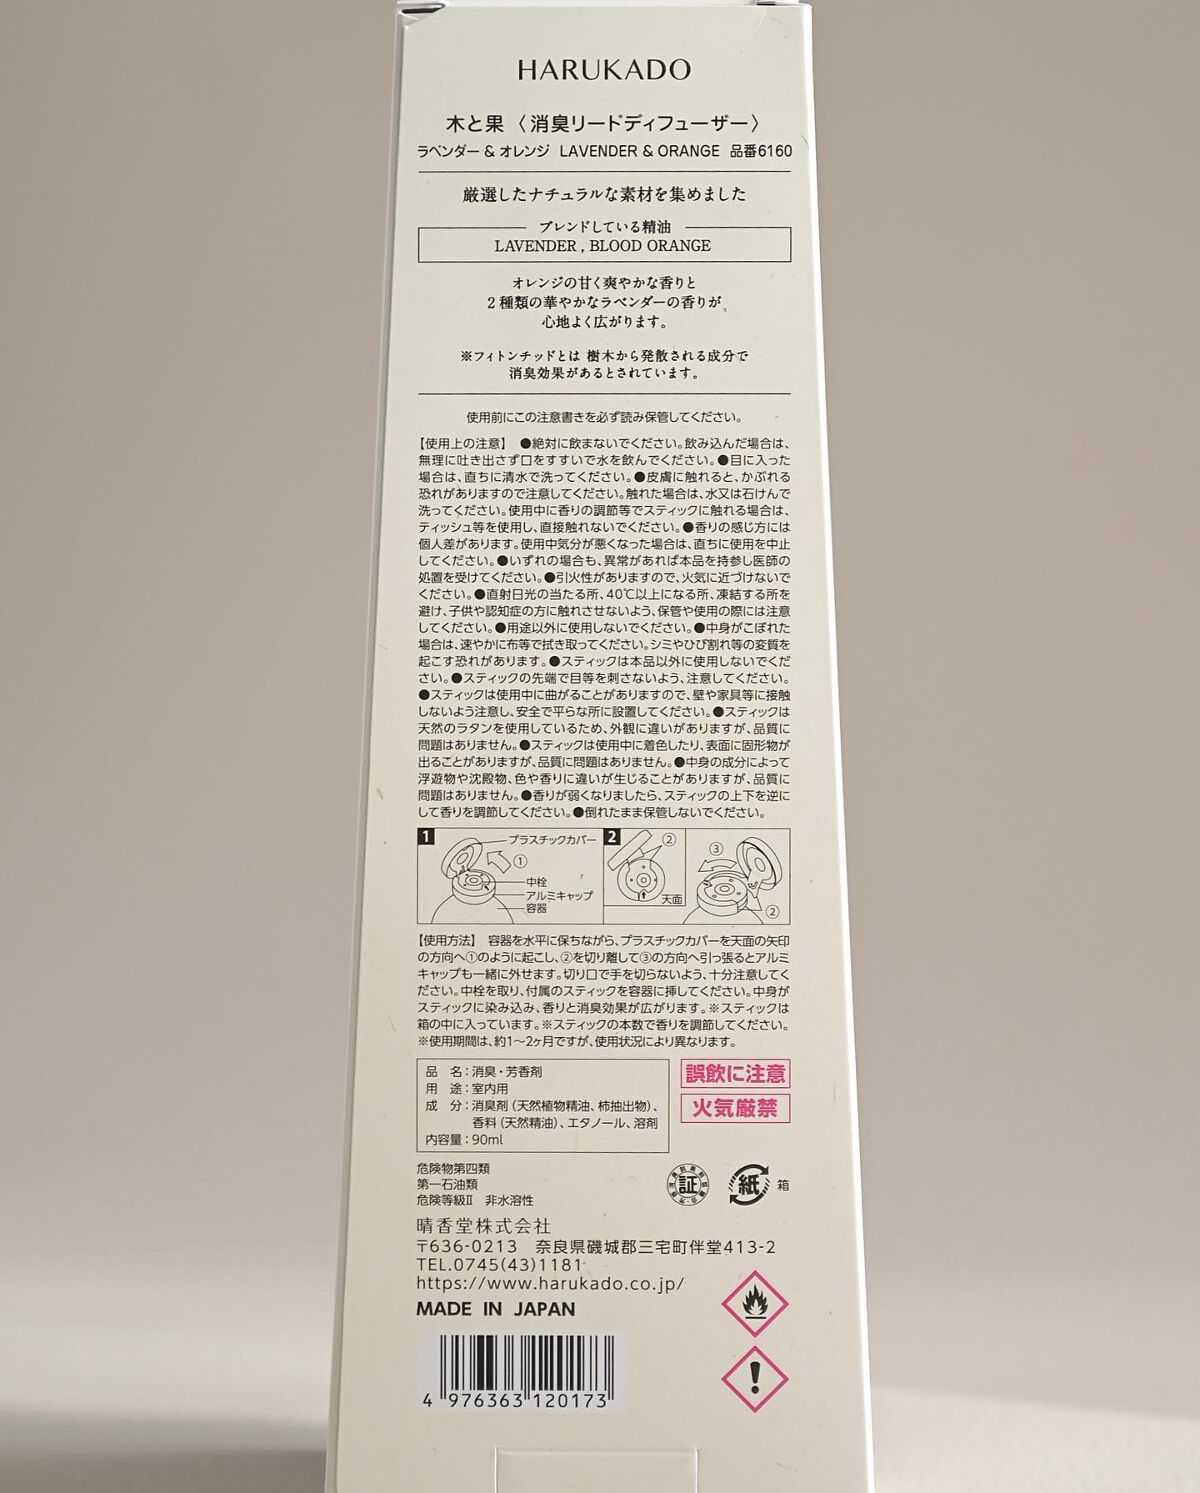 HARUKADO
木と果〈消臭リードディフューザー〉
ラベンダー & オレンジ LAVENDER & ORANGE 品番6160
厳選したナチュラルな素材を集めました
ブレンドしている精油
LAVENDER , BLOOD ORANGE
オレンジの甘く爽やかな香りと
2種類の華やかなラベンダーの香りが、
心地よく広がります。
※フィトンチッドとは 樹木から発散される成分で
消臭効果があるとされています。
使用前にこの注意書きを必ず読み保管してください。
【使用上の注意】 ●絶対に飲まないでください。飲み込んだ場合は、
無理に吐き出さず口をすすいで水を飲んでください。●目に入った
場合は、直ちに清水で洗ってください。●皮膚に触れると、かぶれる
恐れがありますので注意してください。触れた場合は、水又は石けんで
洗ってください。使用中に香りの調節等でスティックに触れる場合は、
ティッシュ等を使用し、直接触れないでください。●香りの感じ方には
個人差があります。使用中気分が悪くなった場合は、直ちに使用を中止
してください。●いずれの場合も、異常があれば本品を持参し医師の
処置を受けてください。●引火性がありますので、火気に近づけないで
ください。●直射日光の当たる所、40℃以上になる所、凍結する所を
避け、子供や認知症の方に触れさせないよう、保管や使用の際には注意
してください。●用途以外に使用しないでください。●中身がこぼれた
場合は、速やかに布等で拭き取ってください。シミやひび割れ等の変質を
起こす恐れがあります。●スティックは本品以外に使用しないでくだ
さい。●スティックの先端で目等を刺さないよう、注意してください。
●スティックは使用中に曲がることがありますので、壁や家具等に接触
しないよう注意し、安全で平らな所に設置してください。●スティックは
天然のラタンを使用しているため、外観に違いがありますが、品質に
問題はありません。●スティックは使用中に着色したり、表面に固形物が
出ることがありますが、品質に問題はありません。●中身の成分によって
浮遊物や沈殿物、色や香りに違いが生じることがありますが、品質に
問題はありません。●香りが弱くなりましたら、スティックの上下を逆に
して香りを調節してください。●倒れたまま保管しないでください。
1 プラスチックカバー ① 中栓 アルミキャップ 容器
2 ② 天面 ③ ②
【使用方法】 容器を水平に保ちながら、プラスチックカバーを天面の矢印
の方向へ①のように起こし、②を切り離して③の方向へ引っ張るとアルミ
キャップも一緒に外せます。切り口で手を切らないよう、十分注意してく
ださい。中栓を取り、付属のスティックを容器に挿してください。中身が
スティックに染み込み、香りと消臭効果が広がります。※スティックは
箱の中に入っています。※スティックの本数で香りを調節してください。
※使用期間は、約1〜2ヶ月ですが、使用状況により異なります。
品 名:消臭・芳香剤
用 途:室内用
成 分:消臭剤(天然植物精油、柿抽出物)、
香料(天然精油)、エタノール、溶剤
内容量:90ml
誤飲に注意
火気厳禁
危険物第四類
第一石油類
危険等級Ⅱ 非水溶性
証
紙 箱
晴香堂株式会社
〒636-0213 奈良県磯城郡三宅町伴堂413-2
TEL.0745(43)1181
https://www.harukado.co.jp/
MADE IN JAPAN
4 976363 120173